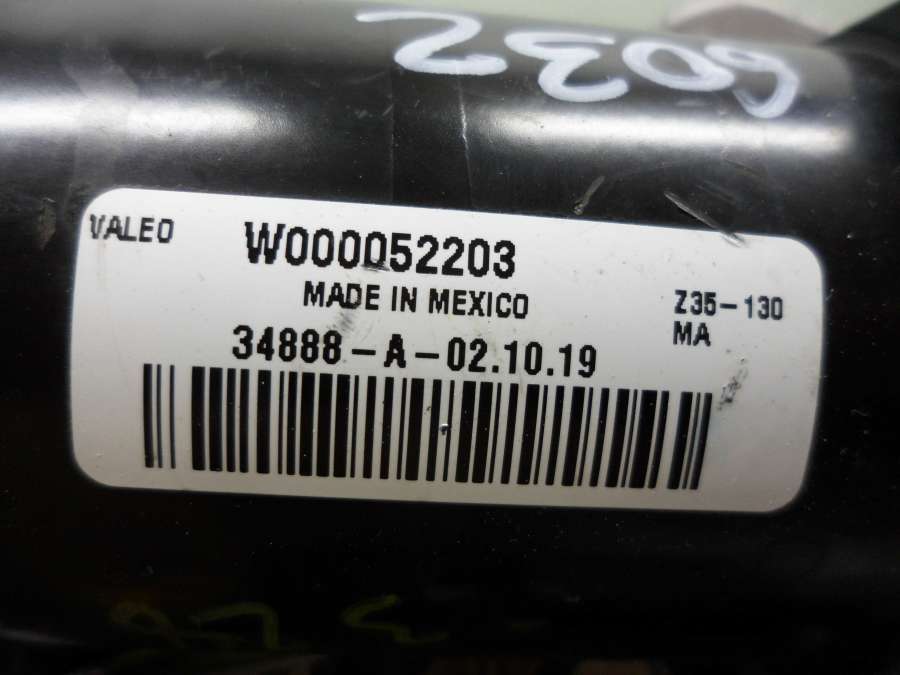 6032
VALEO
W000052203
MADE IN MEXICO
Z35-130
MA
34888-A-02.10.19